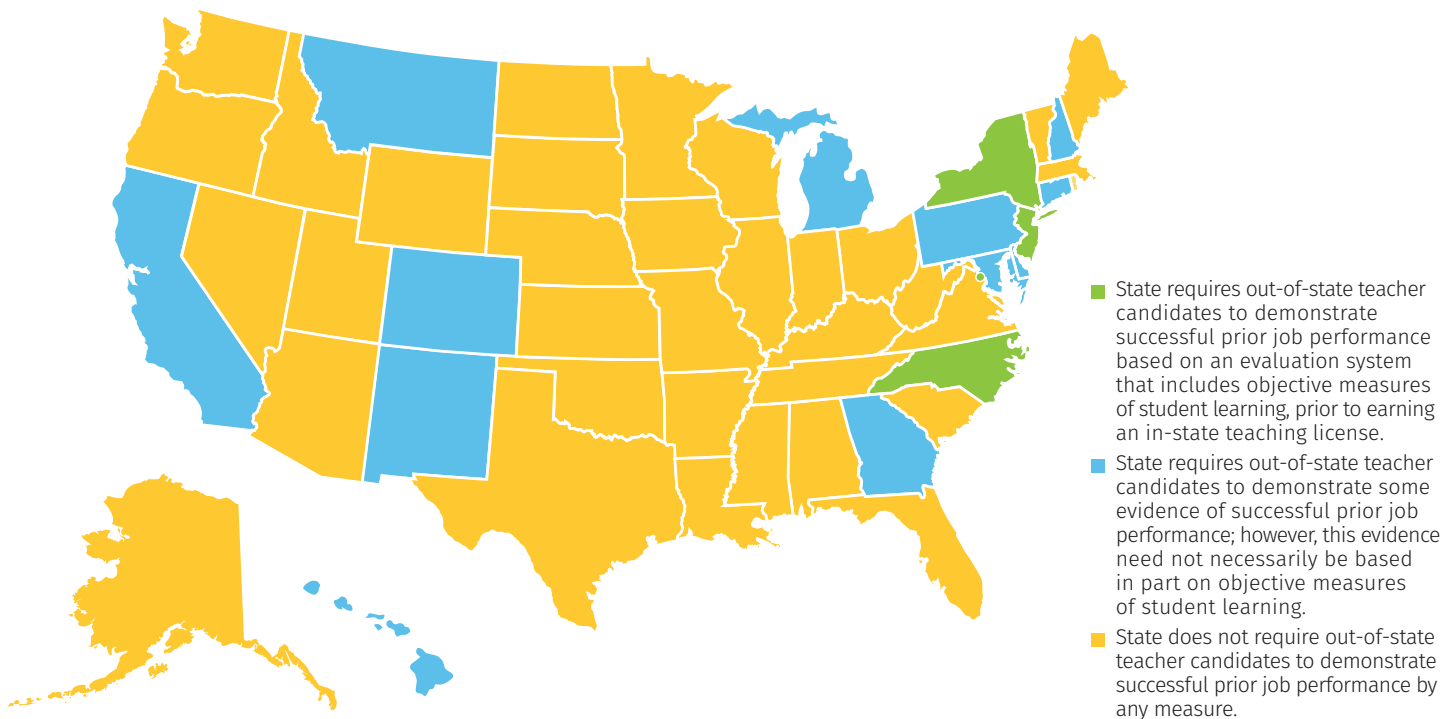 State requires out-of-state teacher
candidates to demonstrate
successful prior job performance
based on an evaluation system
that includes objective measures
of student learning, prior to earning
an in-state teaching license.
State requires out-of-state teacher
candidates to demonstrate some
evidence of successful prior job
performance; however, this evidence
need not necessarily be based
in part on objective measures
of student learning.
State does not require out-of-state
teacher candidates to demonstrate
successful prior job performance by
any measure.